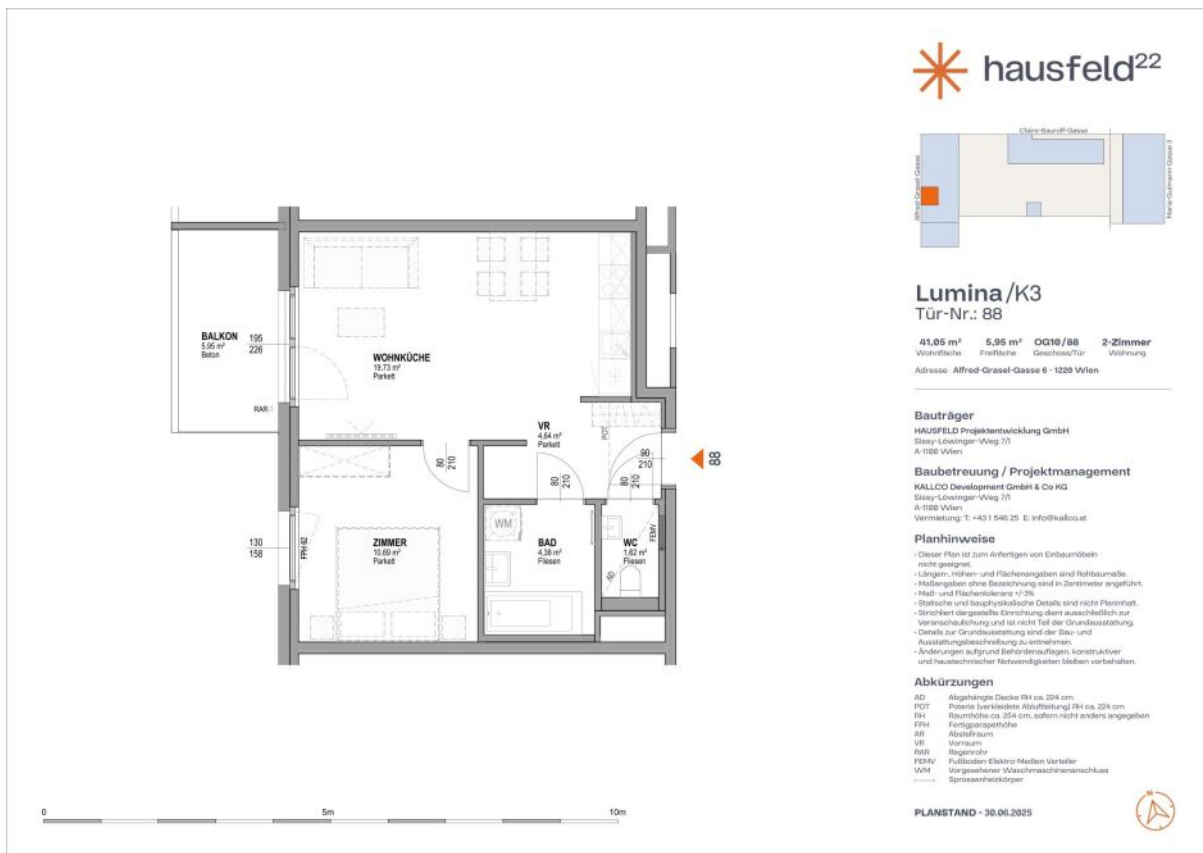 hausfeld²²
Claire-Bauroff-Gasse
Alfred-Grasel-Gasse
Maria-Gutmann-Gasse 3
Lumina/K3
Tür-Nr.: 88
41,05 m² 5,95 m² OG10/88 2-Zimmer
Wohnfläche Freifläche Geschoss/Tür Wohnung
Adresse Alfred-Grasel-Gasse 6 · 1220 Wien
Bauträger
HAUSFELD Projektentwicklung GmbH
Sissy-Löwinger-Weg 7/1
A-1100 Wien
Baubetreuung / Projektmanagement
KALLCO Development GmbH & Co KG
Sissy-Löwinger-Weg 7/1
A-1100 Wien
Vermietung: T: +43 1 546 25 E: info@kallco.at
Planhinweise
· Dieser Plan ist zum Anfertigen von Einbaumöbeln
nicht geeignet.
· Längen-, Höhen- und Flächenangaben sind Rohbaumaße.
· Maßangaben ohne Bezeichnung sind in Zentimeter angeführt.
· Maß- und Flächentoleranz +/-3%
· Statische und bauphysikalische Details sind nicht Planinhalt.
· Strichliert dargestellte Einrichtung dient ausschließlich zur
Veranschaulichung und ist nicht Teil der Grundausstattung.
· Details zur Grundausstattung sind der Bau- und
Ausstattungsbeschreibung zu entnehmen.
· Änderungen aufgrund Behördenauflagen, konstruktiver
und haustechnischer Notwendigkeiten bleiben vorbehalten.
Abkürzungen
AD Abgehängte Decke RH ca. 224 cm
POT Poterie (verkleidete Abluftleitung) RH ca. 224 cm
RH Raumhöhe ca. 254 cm, sofern nicht anders angegeben
FPH Fertigparapethöhe
AR Abstellraum
VR Vorraum
RAR Regenrohr
FEMV Fußboden-Elektro-Medien Verteiler
WM Vorgesehener Waschmaschinenanschluss
Sprossenheizkörper
PLANSTAND - 30.06.2025
N
BALKON
5,95 m²
Beton
195
226
RAR
WOHNKÜCHE
19,73 m²
Parkett
VR
4,64 m²
Parkett
POT
90
210
88
80
210
80
210
80
210
130
158
FPH 62
ZIMMER
10,69 m²
Parkett
WM
BAD
4,38 m²
Fliesen
WC
1,62 m²
Fliesen
FEMV
AD
0 5m 10m